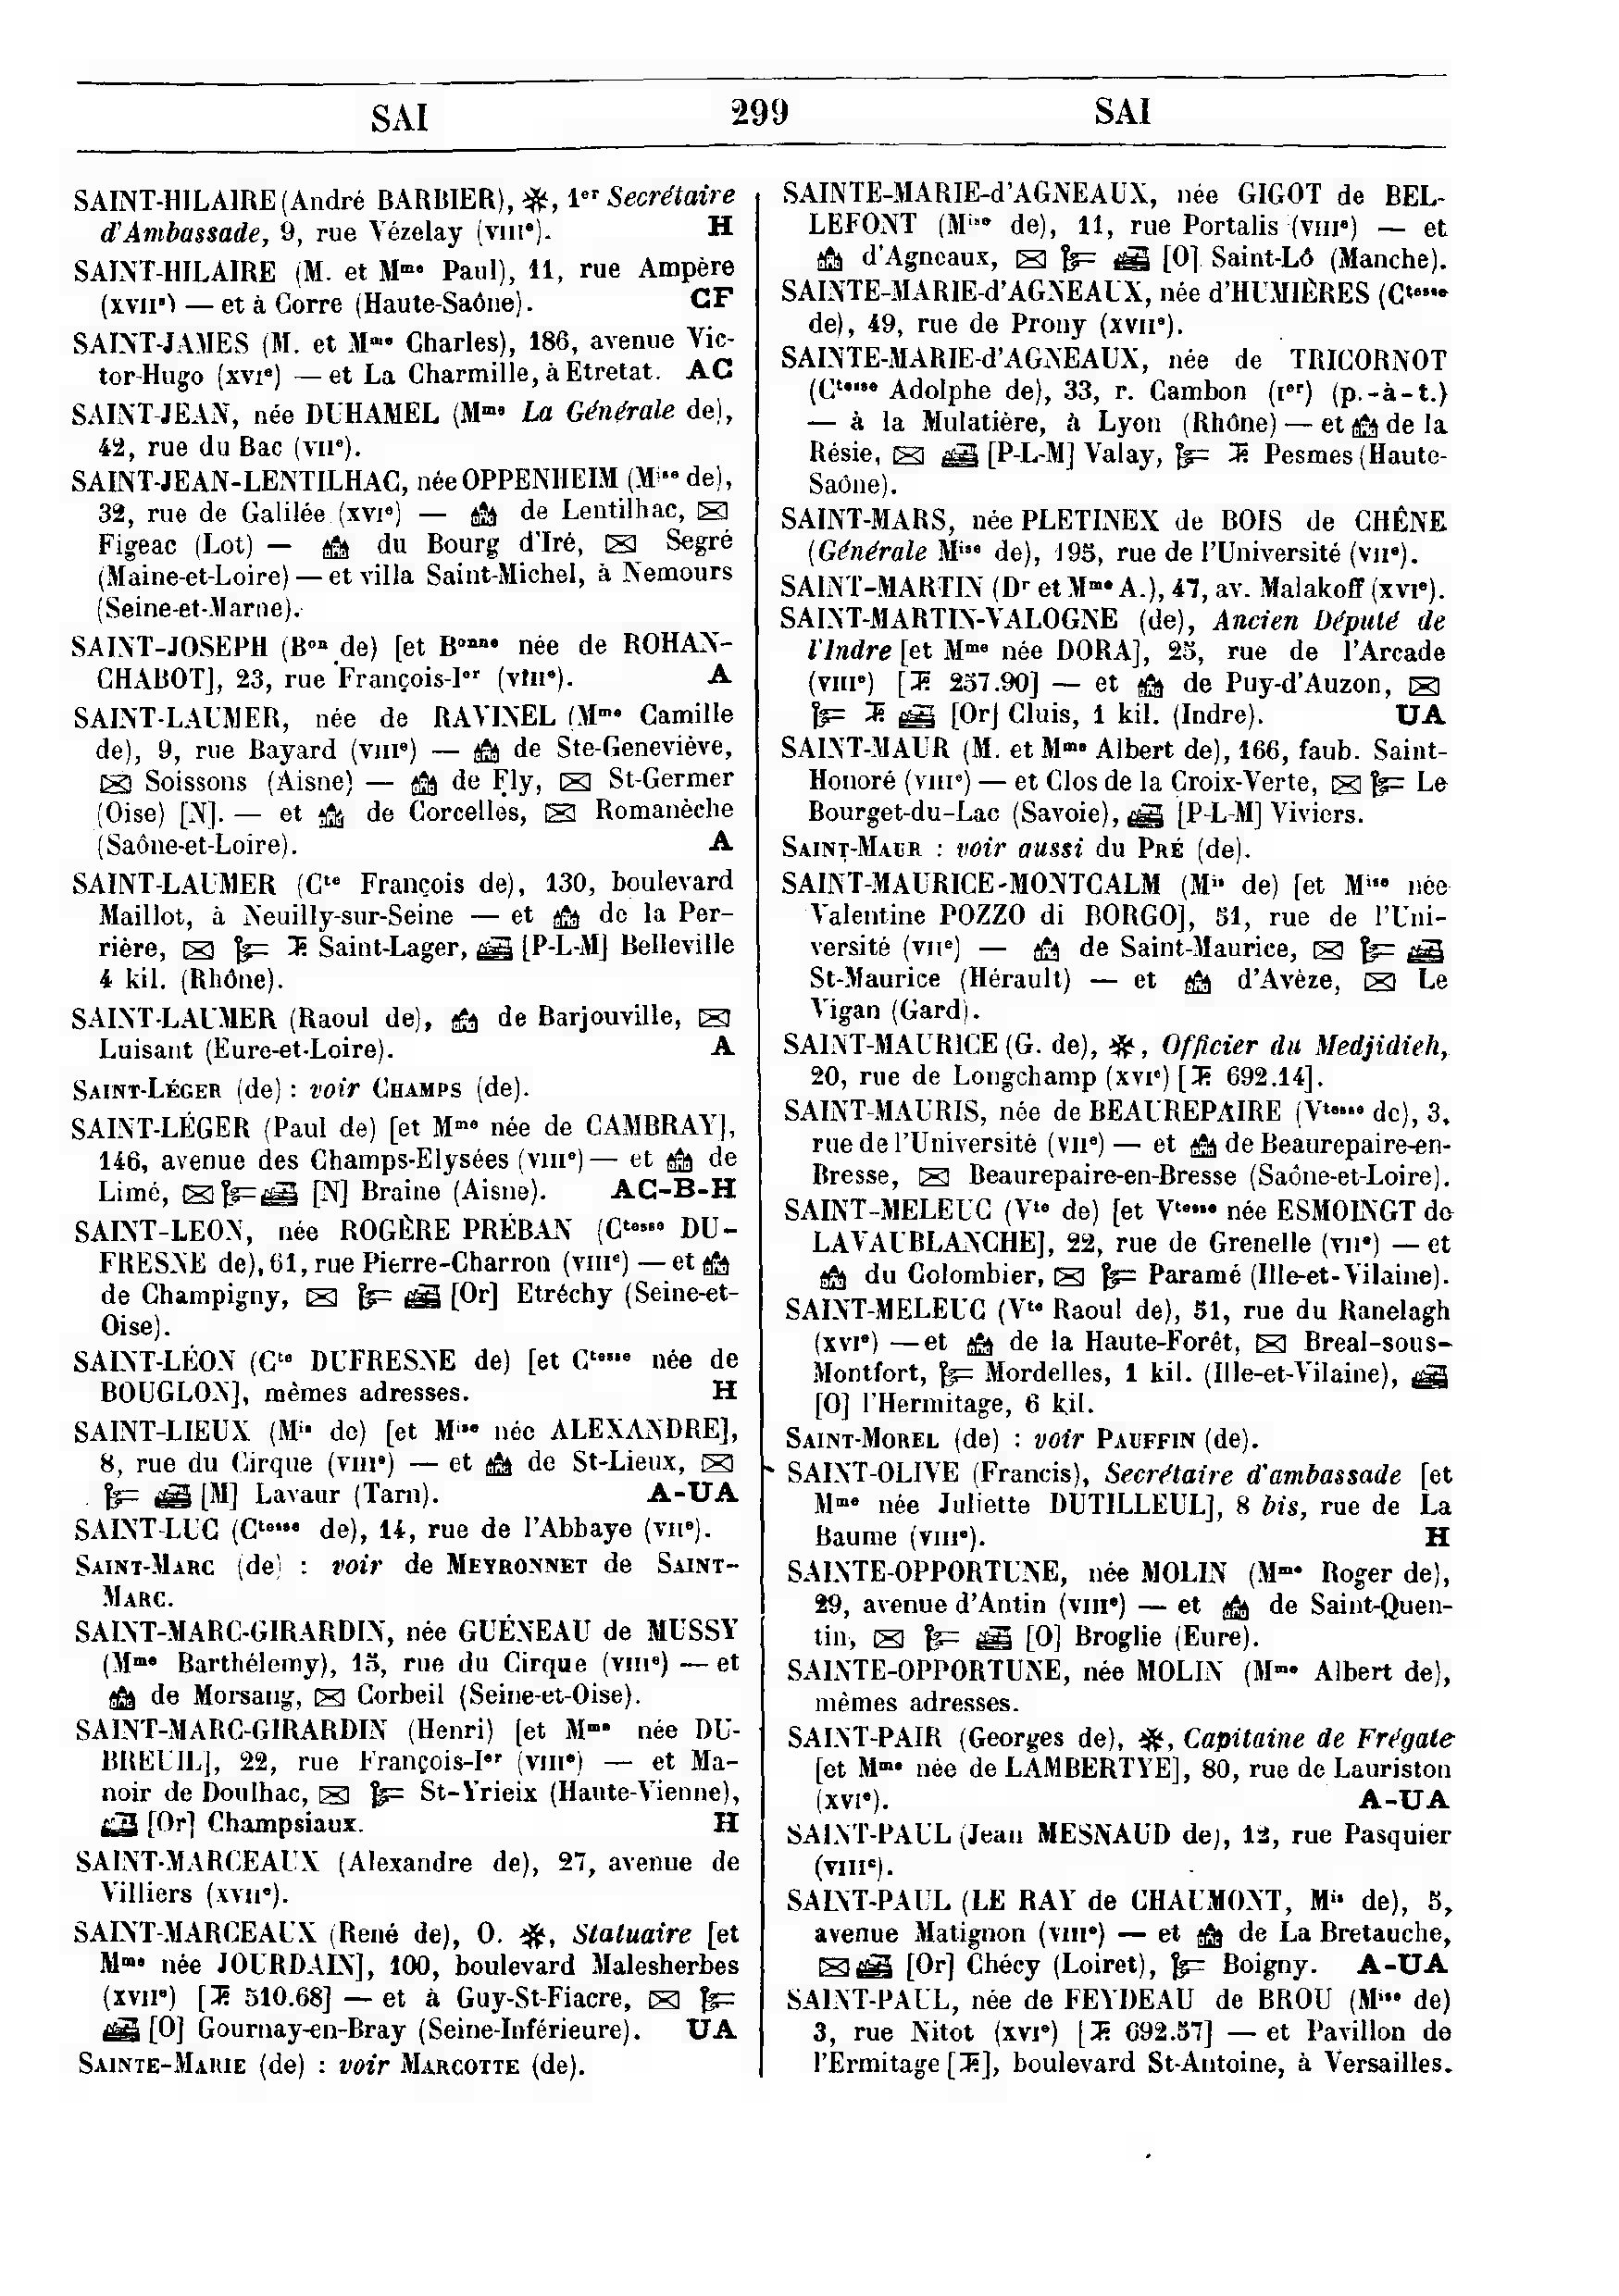 SAI 299 SAI
SAINT-HILAIRE (André BARBIER), ✻, 1er Secrétaire
d'Ambassade, 9, rue Vézelay (VIIIe). H
SAINT-HILAIRE (M. et Mme Paul), 11, rue Ampère
(XVIIe) — et à Corre (Haute-Saône). CF
SAINT-JAMES (M. et Mme Charles), 186, avenue Vic-
tor-Hugo (XVIe) — et La Charmille, à Etretat. AC
SAINT-JEAN, née DUHAMEL (Mme La Générale de),
42, rue du Bac (VIIe).
SAINT-JEAN-LENTILHAC, née OPPENHEIM (Mise de),
32, rue de Galilée (XVIe) — de Lentilhac,
Figeac (Lot) — du Bourg d'Iré, Segré
(Maine-et-Loire) — et villa Saint-Michel, à Nemours
(Seine-et-Marne).
SAINT-JOSEPH (Bon de) [et Bonne née de ROHAN-
CHABOT], 23, rue François-Ier (VIIIe). A
SAINT-LAUMER, née de RAVINEL (Mme Camille
de), 9, rue Bayard (VIIIe) — de Ste-Geneviève,
Soissons (Aisne) — de Fly, St-Germer
(Oise) [N]. — et de Corcelles, Romanèche
(Saône-et-Loire). A
SAINT-LAUMER (Cte François de), 130, boulevard
Maillot, à Neuilly-sur-Seine — et de la Per-
rière, Saint-Lager, [P-L-M] Belleville
4 kil. (Rhône).
SAINT-LAUMER (Raoul de), de Barjouville,
Luisant (Eure-et-Loire). A
SAINT-LÉGER (de) : voir CHAMPS (de).
SAINT-LÉGER (Paul de) [et Mme née de CAMBRAY],
146, avenue des Champs-Elysées (VIIIe) — et de
Limé, [N] Braine (Aisne). AC-B-H
SAINT-LEON, née ROGÈRE PRÉBAN (Ctesse DU-
FRESNE de), 61, rue Pierre-Charron (VIIIe) — et
de Champigny, [Or] Etréchy (Seine-et-
Oise).
SAINT-LÉON (Cte DUFRESNE de) [et Ctesse née de
BOUGLON], mêmes adresses. H
SAINT-LIEUX (Mis de) [et Mise née ALEXANDRE],
8, rue du Cirque (VIIIe) — et de St-Lieux,
[M] Lavaur (Tarn). A-UA
SAINT-LUC (Ctesse de), 14, rue de l'Abbaye (VIIe).
SAINT-MARC (de) : voir de MEYRONNET de SAINT-
MARC.
SAINT-MARC-GIRARDIN, née GUÉNEAU de MUSSY
(Mme Barthélemy), 15, rue du Cirque (VIIIe) — et
de Morsang, Corbeil (Seine-et-Oise).
SAINT-MARC-GIRARDIN (Henri) [et Mme née DU-
BREUIL], 22, rue François-Ier (VIIIe) — et Ma-
noir de Doulhac, St-Yrieix (Haute-Vienne),
[Or] Champsiaux. H
SAINT-MARCEAUX (Alexandre de), 27, avenue de
Villiers (XVIIe).
SAINT-MARCEAUX (René de), O. ✻, Statuaire [et
Mme née JOURDAIN], 100, boulevard Malesherbes
(XVIIe) [T. 510.68] — et à Guy-St-Fiacre,
[O] Gournay-en-Bray (Seine-Inférieure). UA
SAINTE-MARIE (de) : voir MARCOTTE (de).
SAINTE-MARIE-d'AGNEAUX, née GIGOT de BEL-
LEFONT (Mise de), 11, rue Portalis (VIIIe) — et
d'Agneaux, [O] Saint-Lô (Manche).
SAINTE-MARIE-d'AGNEAUX, née d'HUMIÈRES (Ctesse
de), 49, rue de Prony (XVIIe).
SAINTE-MARIE-d'AGNEAUX, née de TRICORNOT
(Ctesse Adolphe de), 33, r. Cambon (Ier) (p.-à-t.)
— à la Mulatière, à Lyon (Rhône) — et de la
Résie, [P-L-M] Valay, T. Pesmes (Haute-
Saône).
SAINT-MARS, née PLETINEX de BOIS de CHÊNE
(Générale Mise de), 195, rue de l'Université (VIIe).
SAINT-MARTIN (Dr et Mme A.), 47, av. Malakoff (XVIe).
SAINT-MARTIN-VALOGNE (de), Ancien Député de
l'Indre [et Mme née DORA], 25, rue de l'Arcade
(VIIIe) [T. 257.90] — et de Puy-d'Auzon,
T. [Or] Cluis, 1 kil. (Indre). UA
SAINT-MAUR (M. et Mme Albert de), 166, faub. Saint-
Honoré (VIIIe) — et Clos de la Croix-Verte, Le
Bourget-du-Lac (Savoie), [P-L-M] Viviers.
SAINT-MAUR : voir aussi du PRÉ (de).
SAINT-MAURICE-MONTCALM (Mis de) [et Mise née
Valentine POZZO di BORGO], 51, rue de l'Uni-
versité (VIIe) — de Saint-Maurice,
St-Maurice (Hérault) — et d'Avèze, Le
Vigan (Gard).
SAINT-MAURICE (G. de), ✻, Officier du Medjidieh,
20, rue de Longchamp (XVIe) [T. 692.14].
SAINT-MAURIS, née de BEAUREPAIRE (Vtesse de), 3,
rue de l'Université (VIIe) — et de Beaurepaire-en-
Bresse, Beaurepaire-en-Bresse (Saône-et-Loire).
SAINT-MELEUC (Vte de) [et Vtesse née ESMOINGT de
LAVAUBLANCHE], 22, rue de Grenelle (VIIe) — et
du Colombier, Paramé (Ille-et-Vilaine).
SAINT-MELEUC (Vte Raoul de), 51, rue du Ranelagh
(XVIe) — et de la Haute-Forêt, Breal-sous-
Montfort, Mordelles, 1 kil. (Ille-et-Vilaine),
[O] l'Hermitage, 6 kil.
SAINT-MOREL (de) : voir PAUFFIN (de).
SAINT-OLIVE (Francis), Secrétaire d'ambassade [et
Mme née Juliette DUTILLEUL], 8 bis, rue de La
Baume (VIIIe). H
SAINTE-OPPORTUNE, née MOLIN (Mme Roger de),
29, avenue d'Antin (VIIIe) — et de Saint-Quen-
tin, [O] Broglie (Eure).
SAINTE-OPPORTUNE, née MOLIN (Mme Albert de),
mêmes adresses.
SAINT-PAIR (Georges de), ✻, Capitaine de Frégate
[et Mme née de LAMBERTYE], 80, rue de Lauriston
(XVIe). A-UA
SAINT-PAUL (Jean MESNAUD de), 12, rue Pasquier
(VIIIe).
SAINT-PAUL (LE RAY de CHAUMONT, Mis de), 5,
avenue Matignon (VIIIe) — et de La Bretauche,
[Or] Chécy (Loiret), Boigny. A-UA
SAINT-PAUL, née de FEYDEAU de BROU (Mise de)
3, rue Nitot (XVIe) [T. 692.57] — et Pavillon de
l'Ermitage [T.], boulevard St-Antoine, à Versailles.